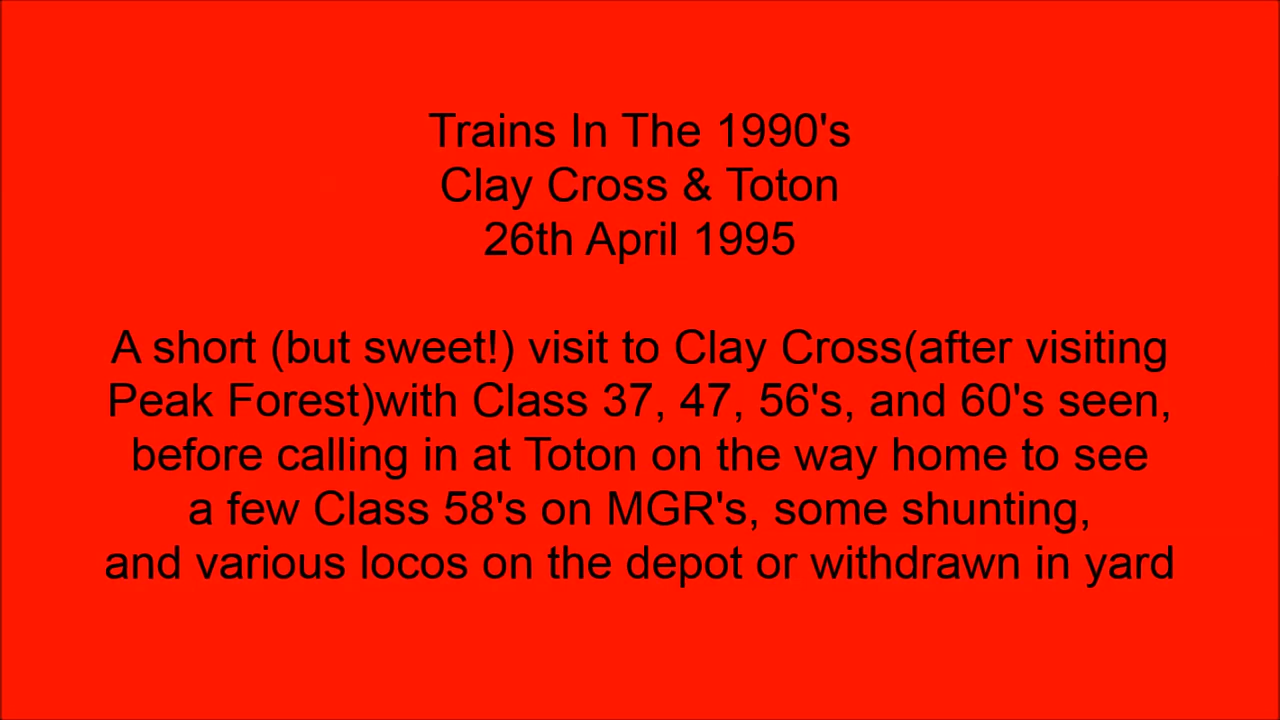 Trains In The 1990's
Clay Cross & Toton
26th April 1995
A short (but sweet!) visit to Clay Cross(after visiting
Peak Forest)with Class 37, 47, 56's, and 60's seen,
before calling in at Toton on the way home to see
a few Class 58's on MGR's, some shunting,
and various locos on the depot or withdrawn in yard